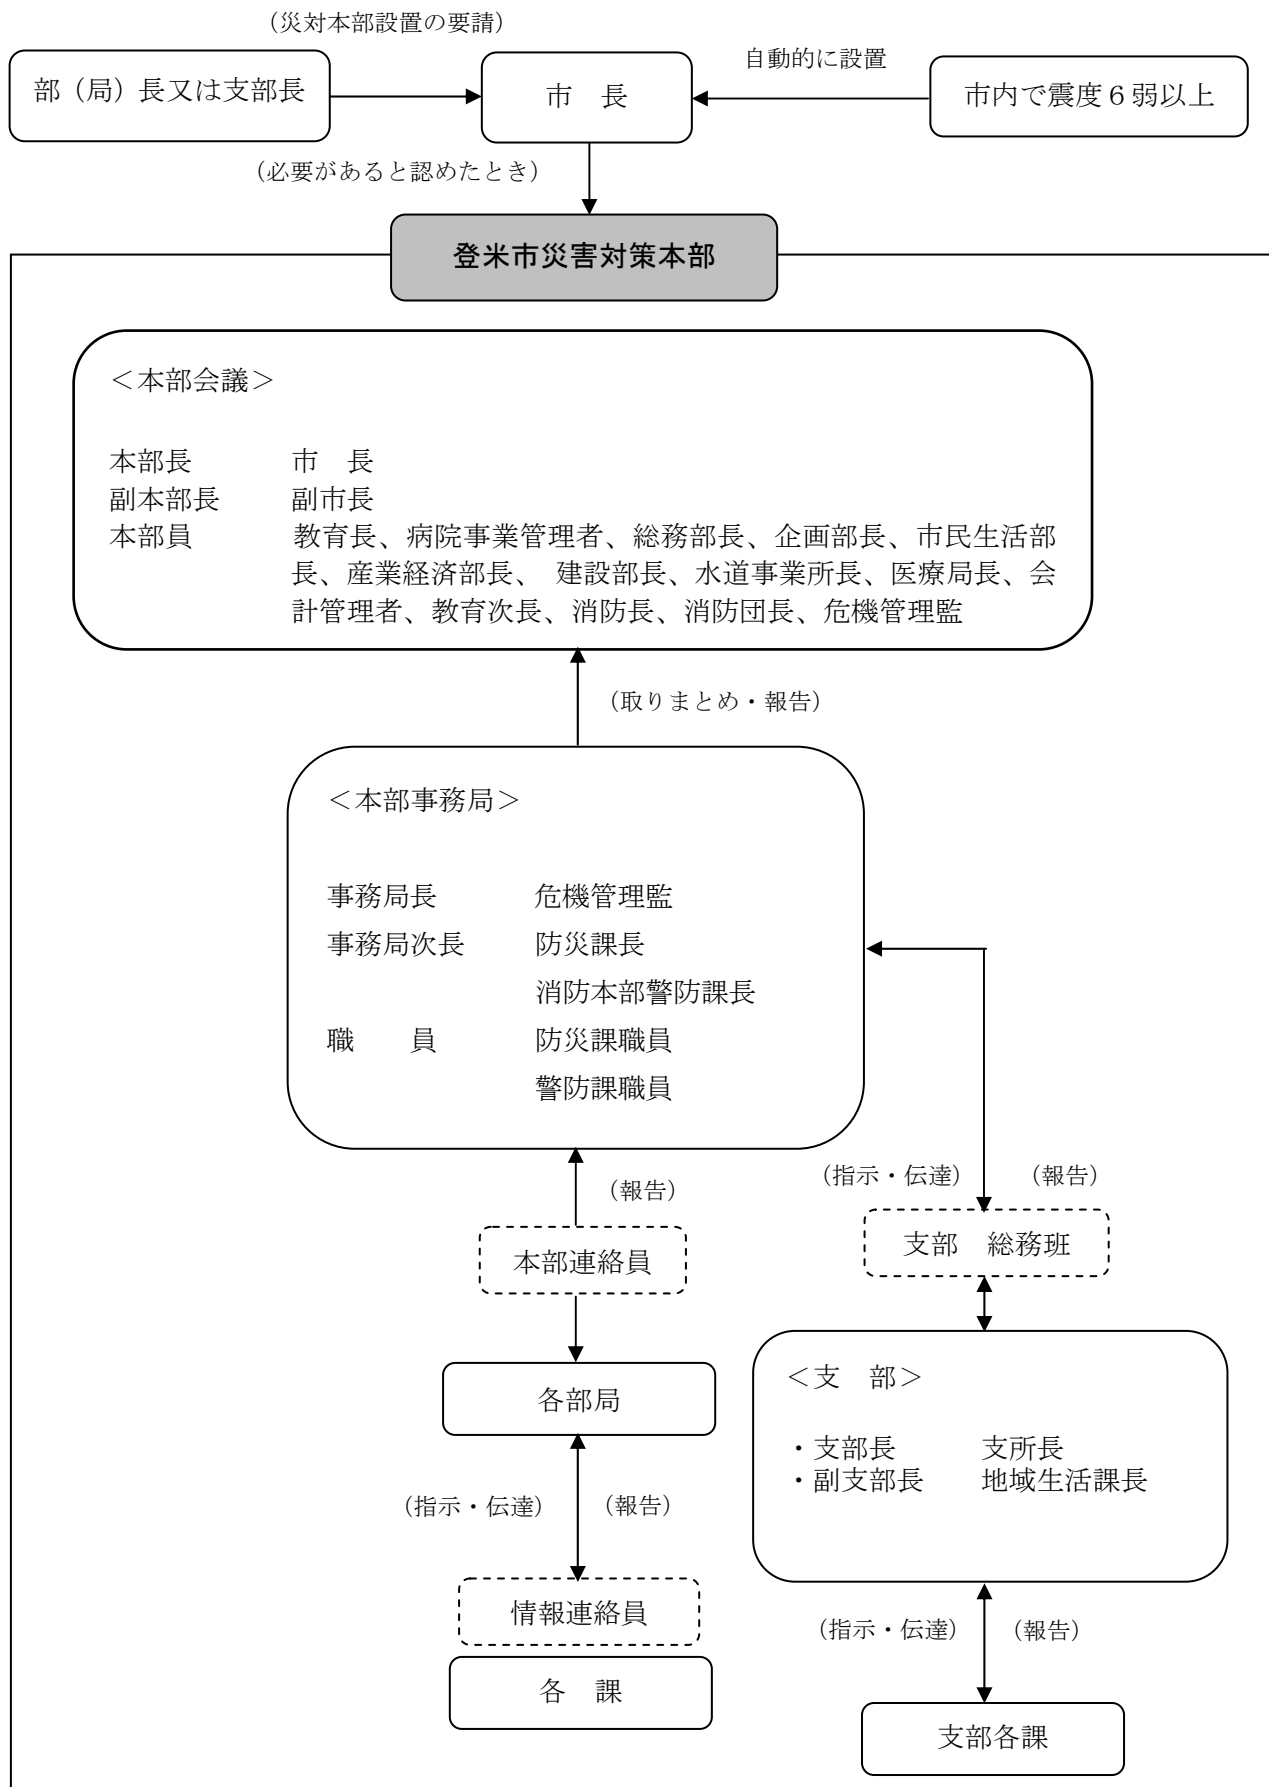 （災対本部設置の要請）
部（局）長又は支部長
市　長
自動的に設置
市内で震度６弱以上
（必要があると認めたとき）
登米市災害対策本部
＜本部会議＞
本部長　市　長
副本部長　副市長
本部員　教育長、病院事業管理者、総務部長、企画部長、市民生活部
長、産業経済部長、 建設部長、水道事業所長、医療局長、会
計管理者、教育次長、消防長、消防団長、危機管理監
（取りまとめ・報告）
＜本部事務局＞
事務局長　危機管理監
事務局次長　防災課長
消防本部警防課長
職　　員　防災課職員
警防課職員
（報告）
（指示・伝達）
（報告）
本部連絡員
支部　総務班
各部局
＜支　部＞
・支部長　支所長
・副支部長　地域生活課長
（指示・伝達）
（報告）
情報連絡員
各　課
（指示・伝達）
（報告）
支部各課